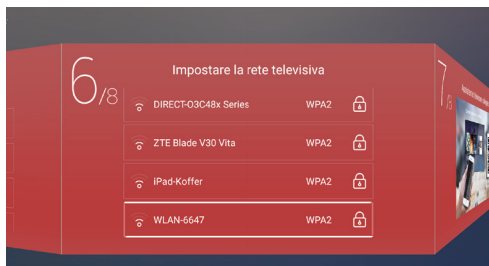 6/8
Impostare la rete televisiva
DIRECT-O3C48x Series WPA2
ZTE Blade V30 Vita WPA2
iPad-Koffer WPA2
WLAN-6647 WPA2
7/8